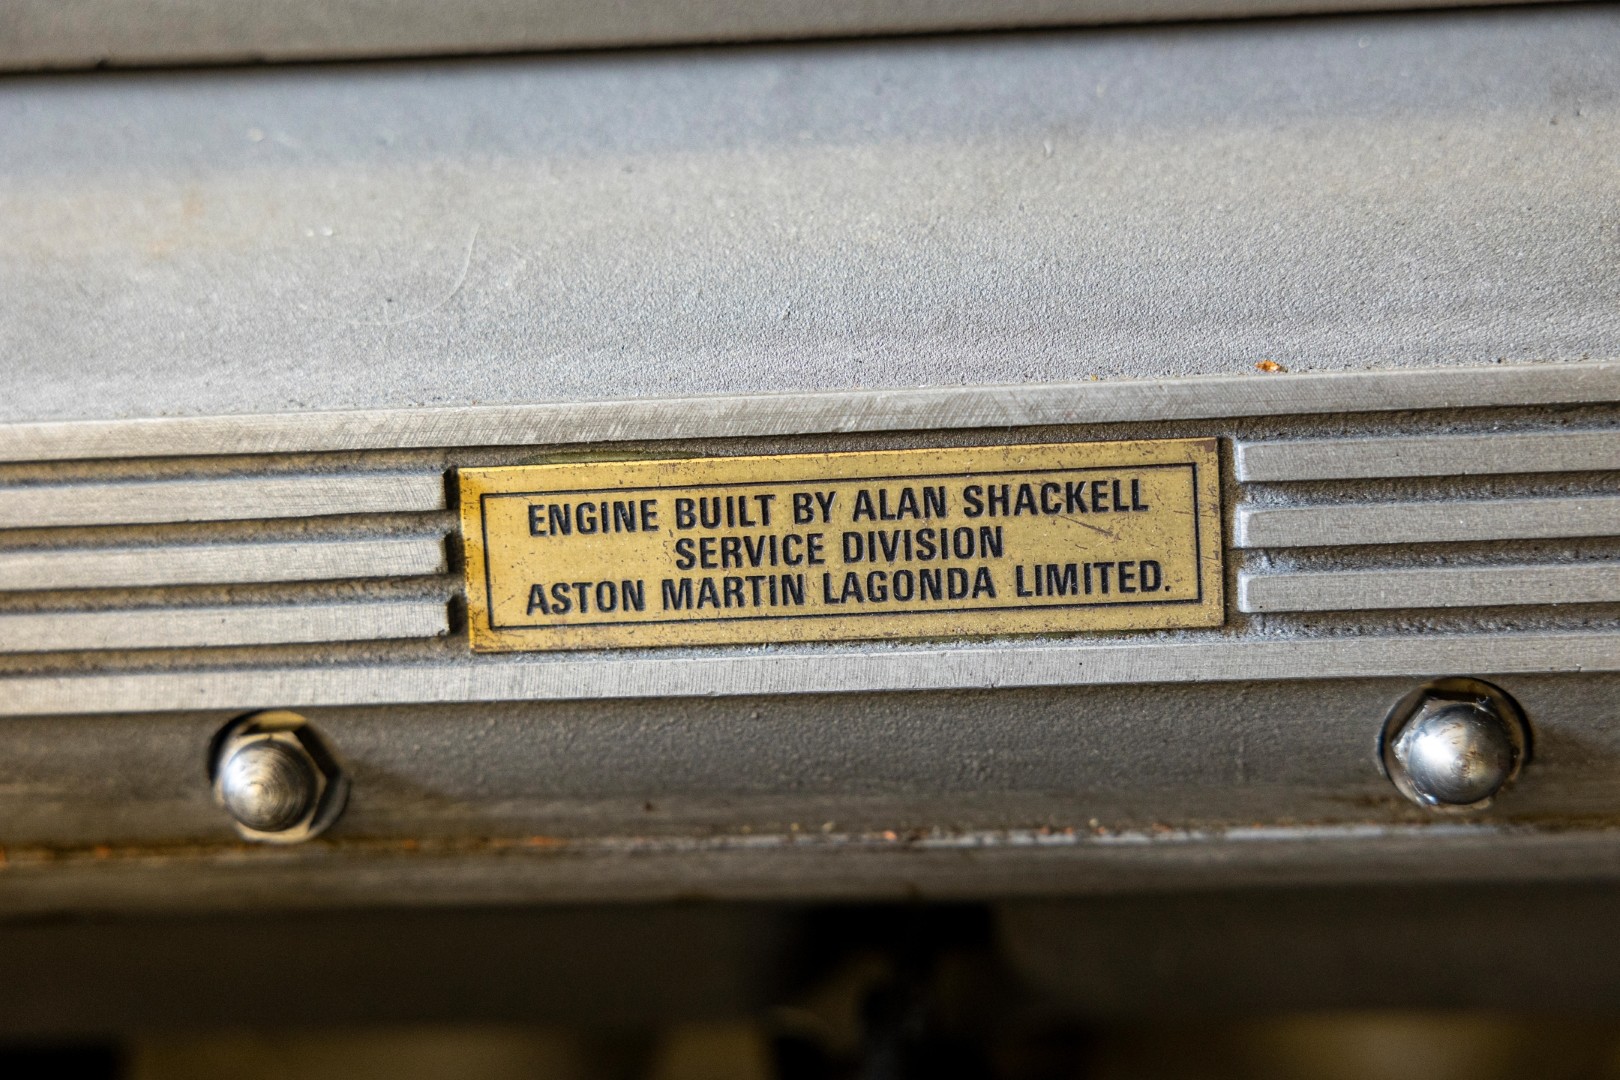 ENGINE BUILT BY ALAN SHACKELL
SERVICE DIVISION
ASTON MARTIN LAGONDA LIMITED.